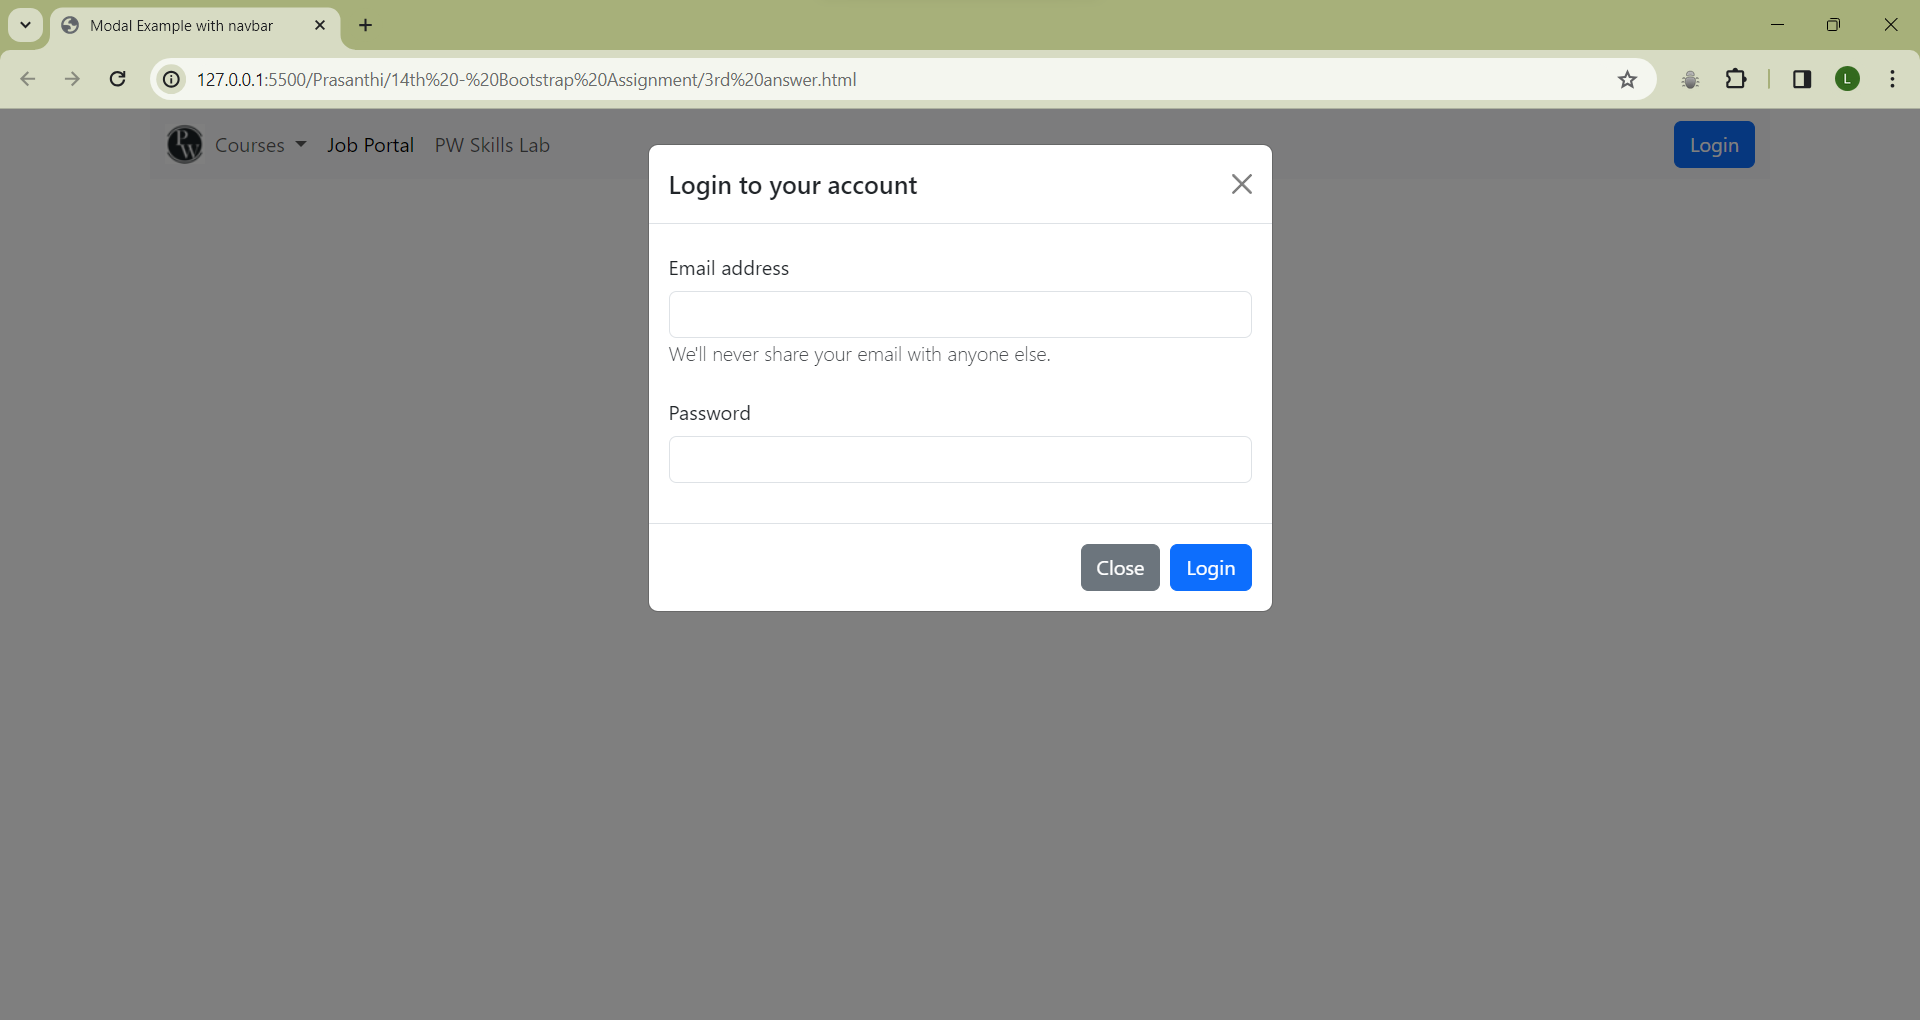 Modal Example with navbar
127.0.0.1:5500/Prasanthi/14th%20-%20Bootstrap%20Assignment/3rd%20answer.html
L
PW Courses Job Portal PW Skills Lab Login
Login to your account
Email address
We'll never share your email with anyone else.
Password
Close Login